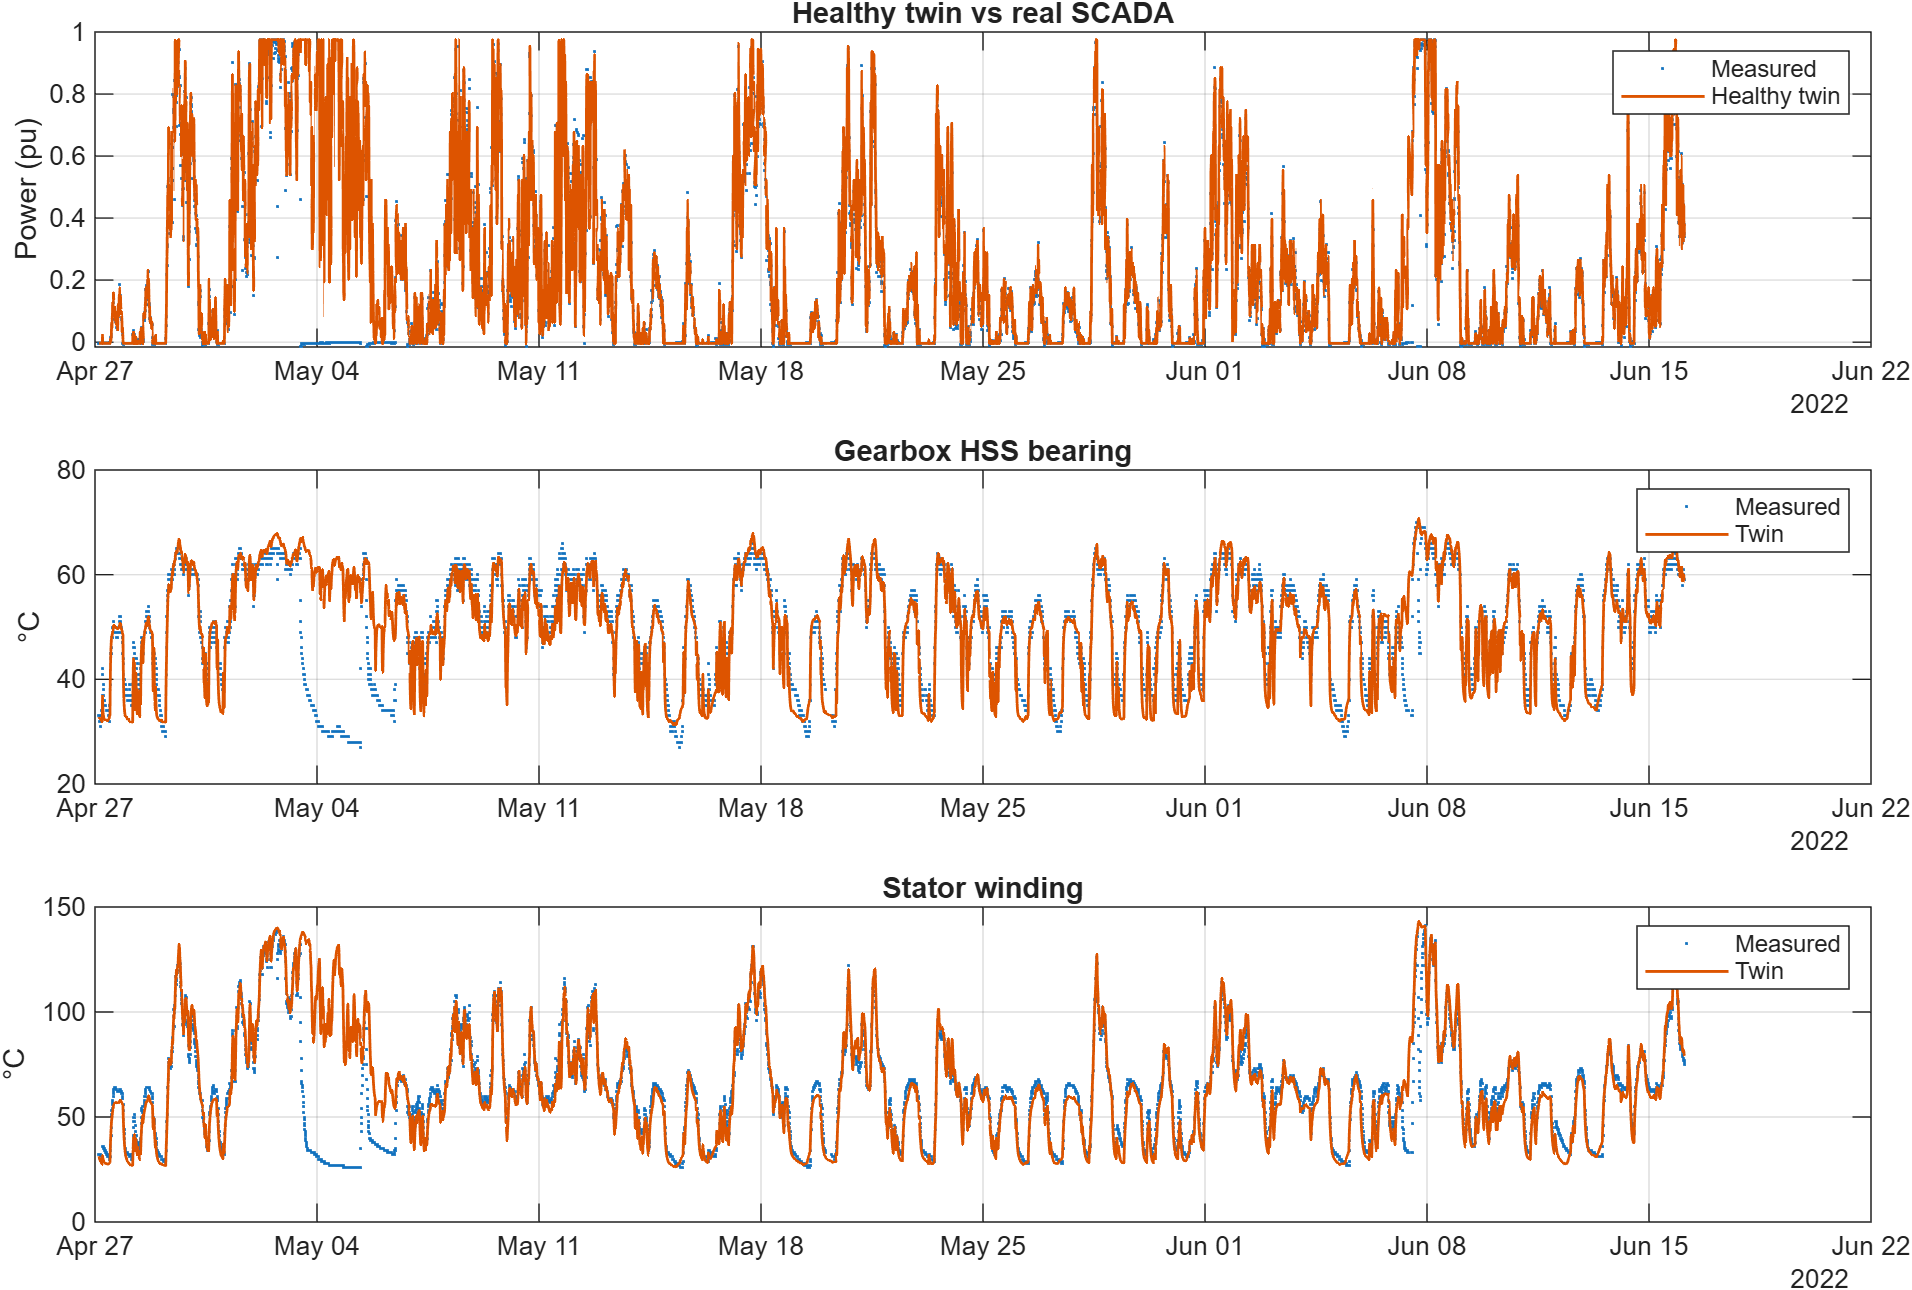 Healthy twin vs real SCADA
Power (pu)
1
0.8
0.6
0.4
0.2
0
Measured
Healthy twin
Apr 27 May 04 May 11 May 18 May 25 Jun 01 Jun 08 Jun 15 Jun 22
2022
Gearbox HSS bearing
°C
80
60
40
20
Measured
Twin
Apr 27 May 04 May 11 May 18 May 25 Jun 01 Jun 08 Jun 15 Jun 22
2022
Stator winding
°C
150
100
50
0
Measured
Twin
Apr 27 May 04 May 11 May 18 May 25 Jun 01 Jun 08 Jun 15 Jun 22
2022